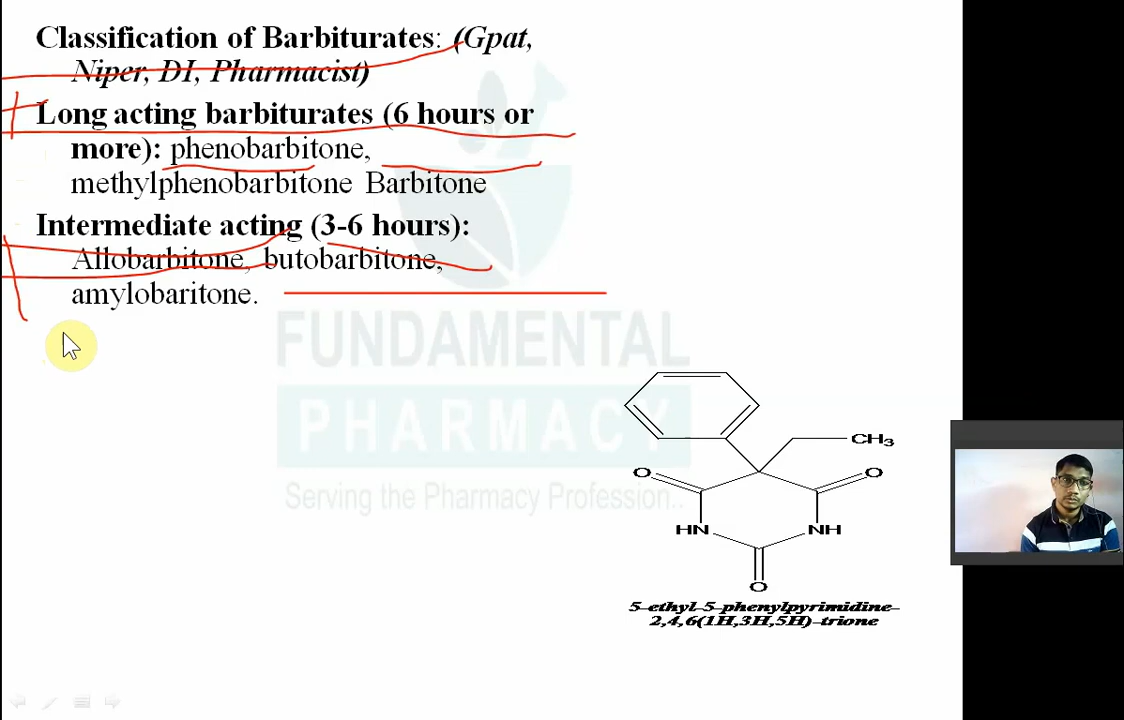 Classification of Barbiturates: (Gpat,
Niper, DI, Pharmacist)
Long acting barbiturates (6 hours or
more): phenobarbitone,
methylphenobarbitone Barbitone
Intermediate acting (3-6 hours):
Allobarbitone, butobarbitone,
amylobaritone.
FUNDAMENTAL
PHARMACY
Serving the Pharmacy Profession..
CH3
O
O
HN
NH
O
5-ethyl-5-phenylpyrimidine-
2,4,6(1H,3H,5H)-trione